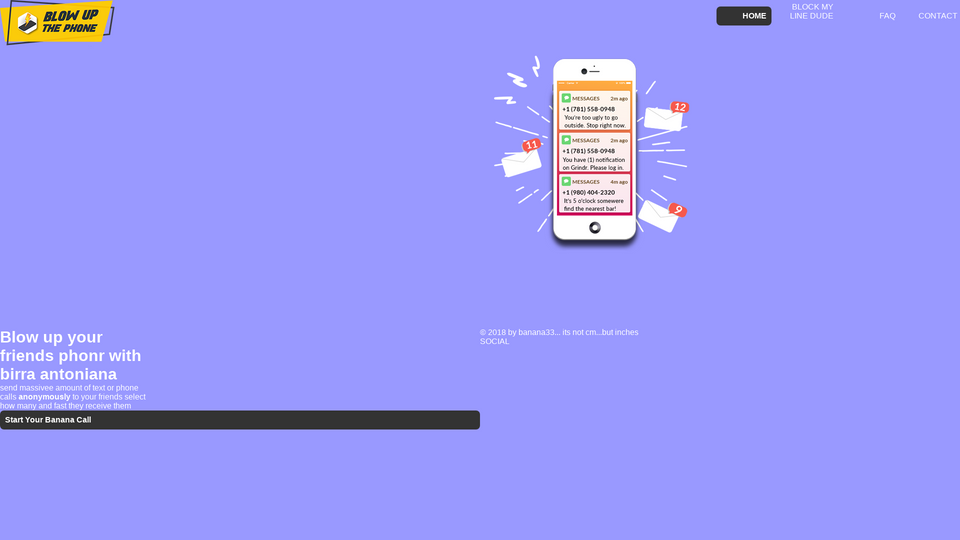 BLOW UP
THE PHONE
HOME
BLOCK MY
LINE DUDE
FAQ
CONTACT
MESSAGES 2m ago
+1 (781) 558-0948
You're too ugly to go
outside. Stop right now.
MESSAGES 2m ago
+1 (781) 558-0948
You have (1) notification
on Grindr. Please log in.
MESSAGES 4m ago
+1 (980) 404-2320
It's 5 o'clock somewere
find the nearest bar!
12
11
9
Blow up your
friends phonr with
birra antoniana
send massivee amount of text or phone
calls anonymously to your friends select
how many and fast they receive them
Start Your Banana Call
© 2018 by banana33... its not cm...but inches
SOCIAL